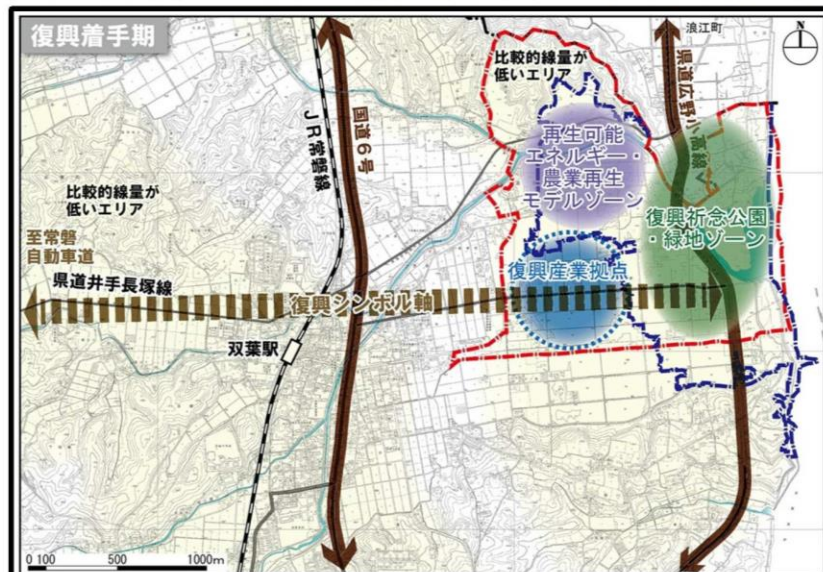 復興着手期
浪江町
N
比較的線量が
低いエリア
県道広野小高線
国道6号
JR常磐線
再生可能
エネルギー・
農業再生
モデルゾーン
比較的線量が
低いエリア
復興祈念公園
・緑地ゾーン
至常磐
自動車道
復興産業拠点
県道井手長塚線
復興シンボル軸
双葉駅
0 100 500 1000m